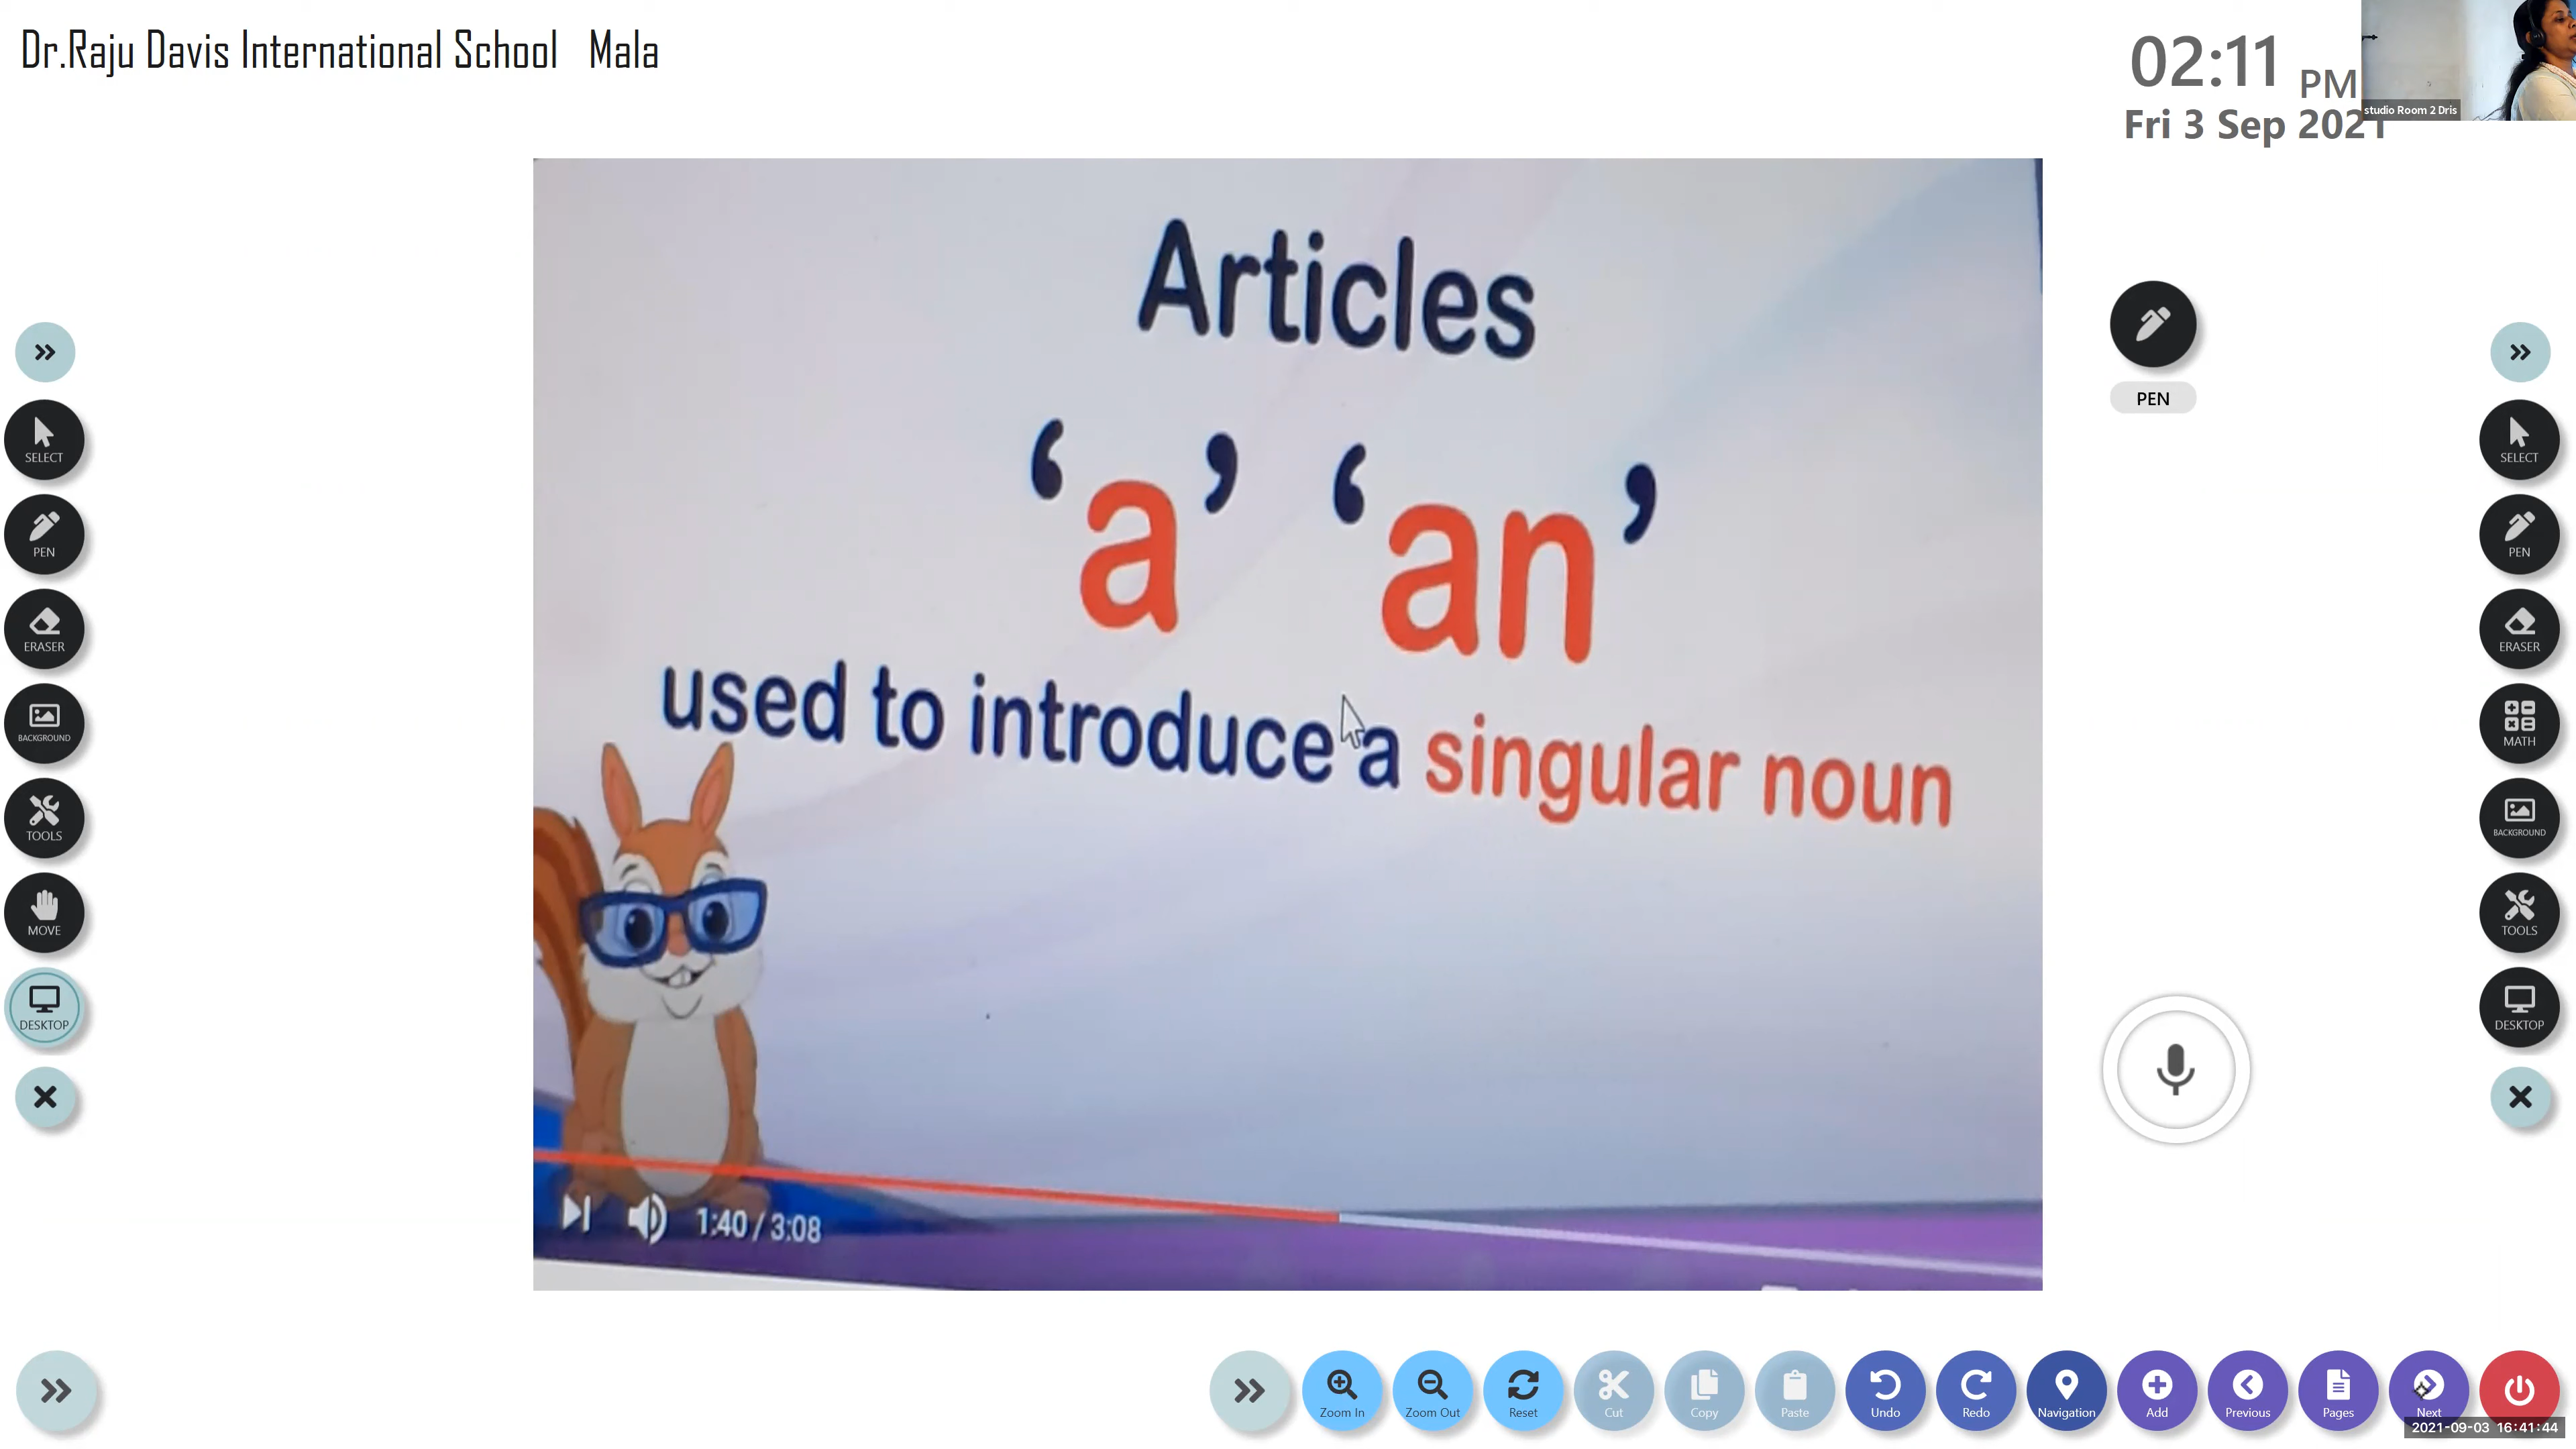 Dr.Raju Davis International School Mala
02:11 PM
Fri 3 Sep 2021
studio Room 2 Dris
Articles
‘a’ ‘an’
used to introduce a singular noun
1:40 / 3:08
PEN
SELECT
PEN
ERASER
BACKGROUND
TOOLS
MOVE
DESKTOP
SELECT
PEN
ERASER
MATH
BACKGROUND
TOOLS
DESKTOP
Zoom In
Zoom Out
Reset
Cut
Copy
Paste
Undo
Redo
Navigation
Add
Previous
Pages
Next
2021-09-03 16:41:44